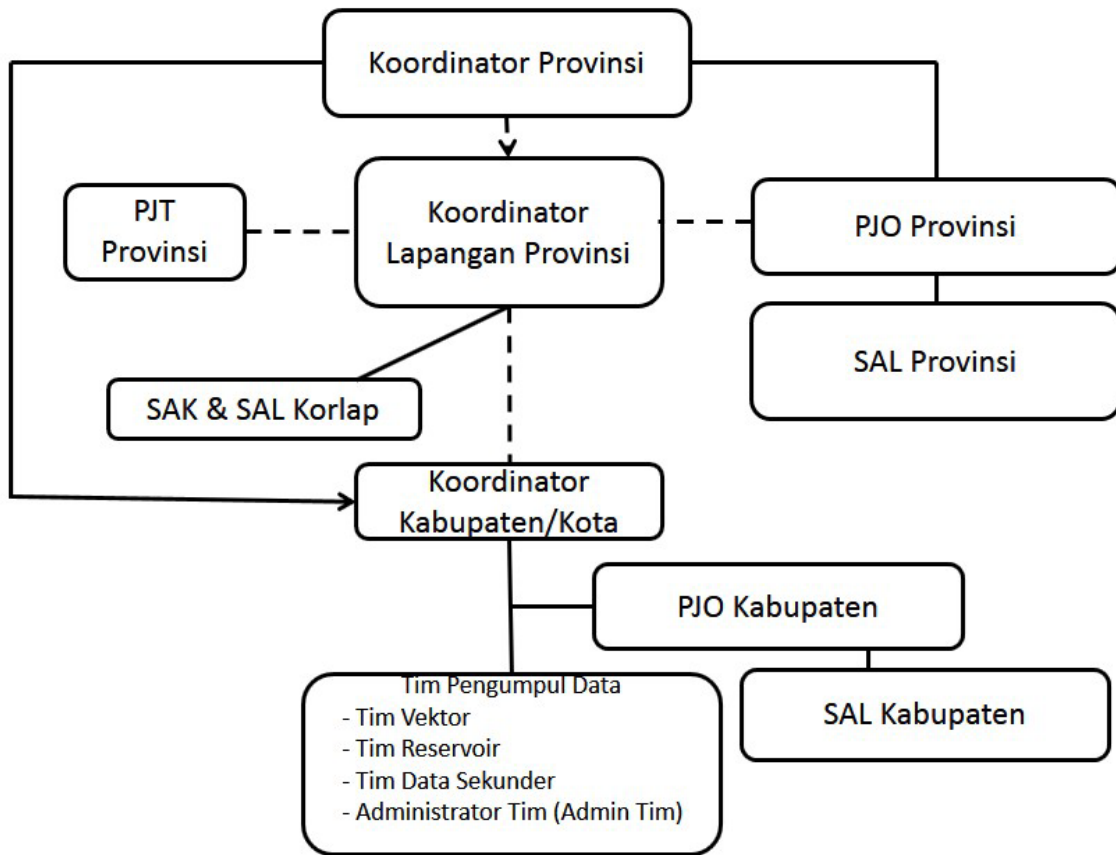 Koordinator Provinsi
PJT
Provinsi
Koordinator
Lapangan Provinsi
PJO Provinsi
SAL Provinsi
SAK & SAL Korlap
Koordinator
Kabupaten/Kota
PJO Kabupaten
SAL Kabupaten
Tim Pengumpul Data
- Tim Vektor
- Tim Reservoir
- Tim Data Sekunder
- Administrator Tim (Admin Tim)